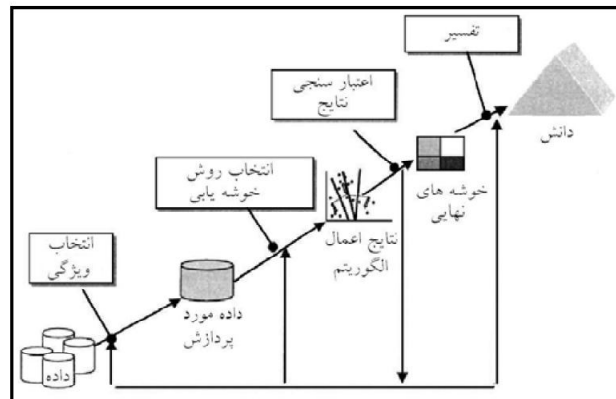 تفسیر
دانش
اعتبار سنجی
نتایج
خوشه های
نهایی
انتخاب روش
خوشه یابی
نتایج اعمال
الگوریتم
انتخاب
ویژگی
داده مورد
پردازش
داده